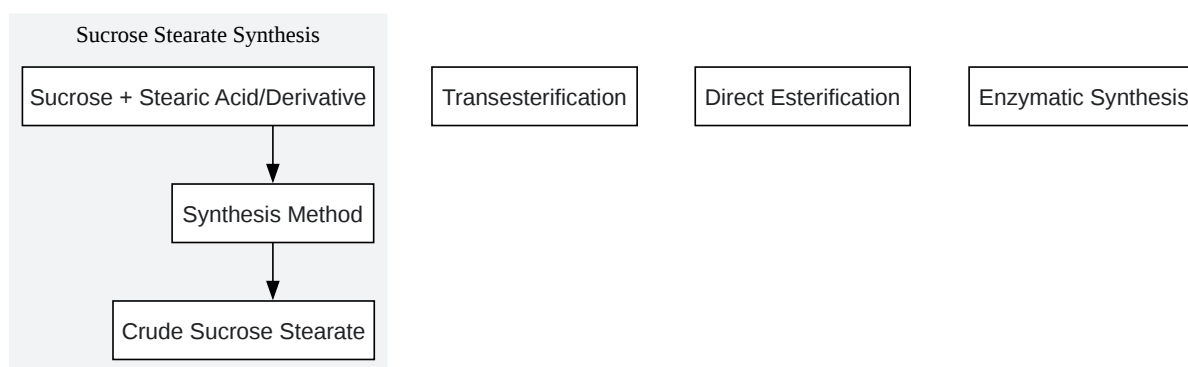 Sucrose Stearate Synthesis
Sucrose + Stearic Acid/Derivative
Transesterification
Direct Esterification
Enzymatic Synthesis
Synthesis Method
Crude Sucrose Stearate